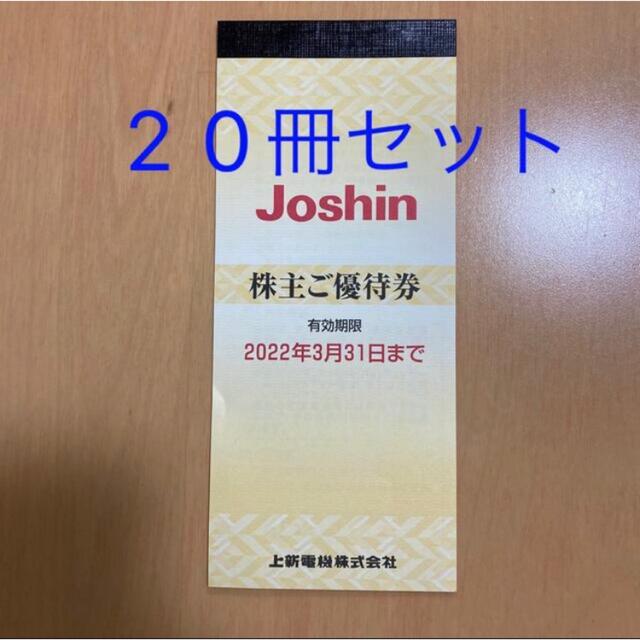 20冊セット
Joshin
株主ご優待券
有効期限
2022年3月31日まで
上新電機株式会社